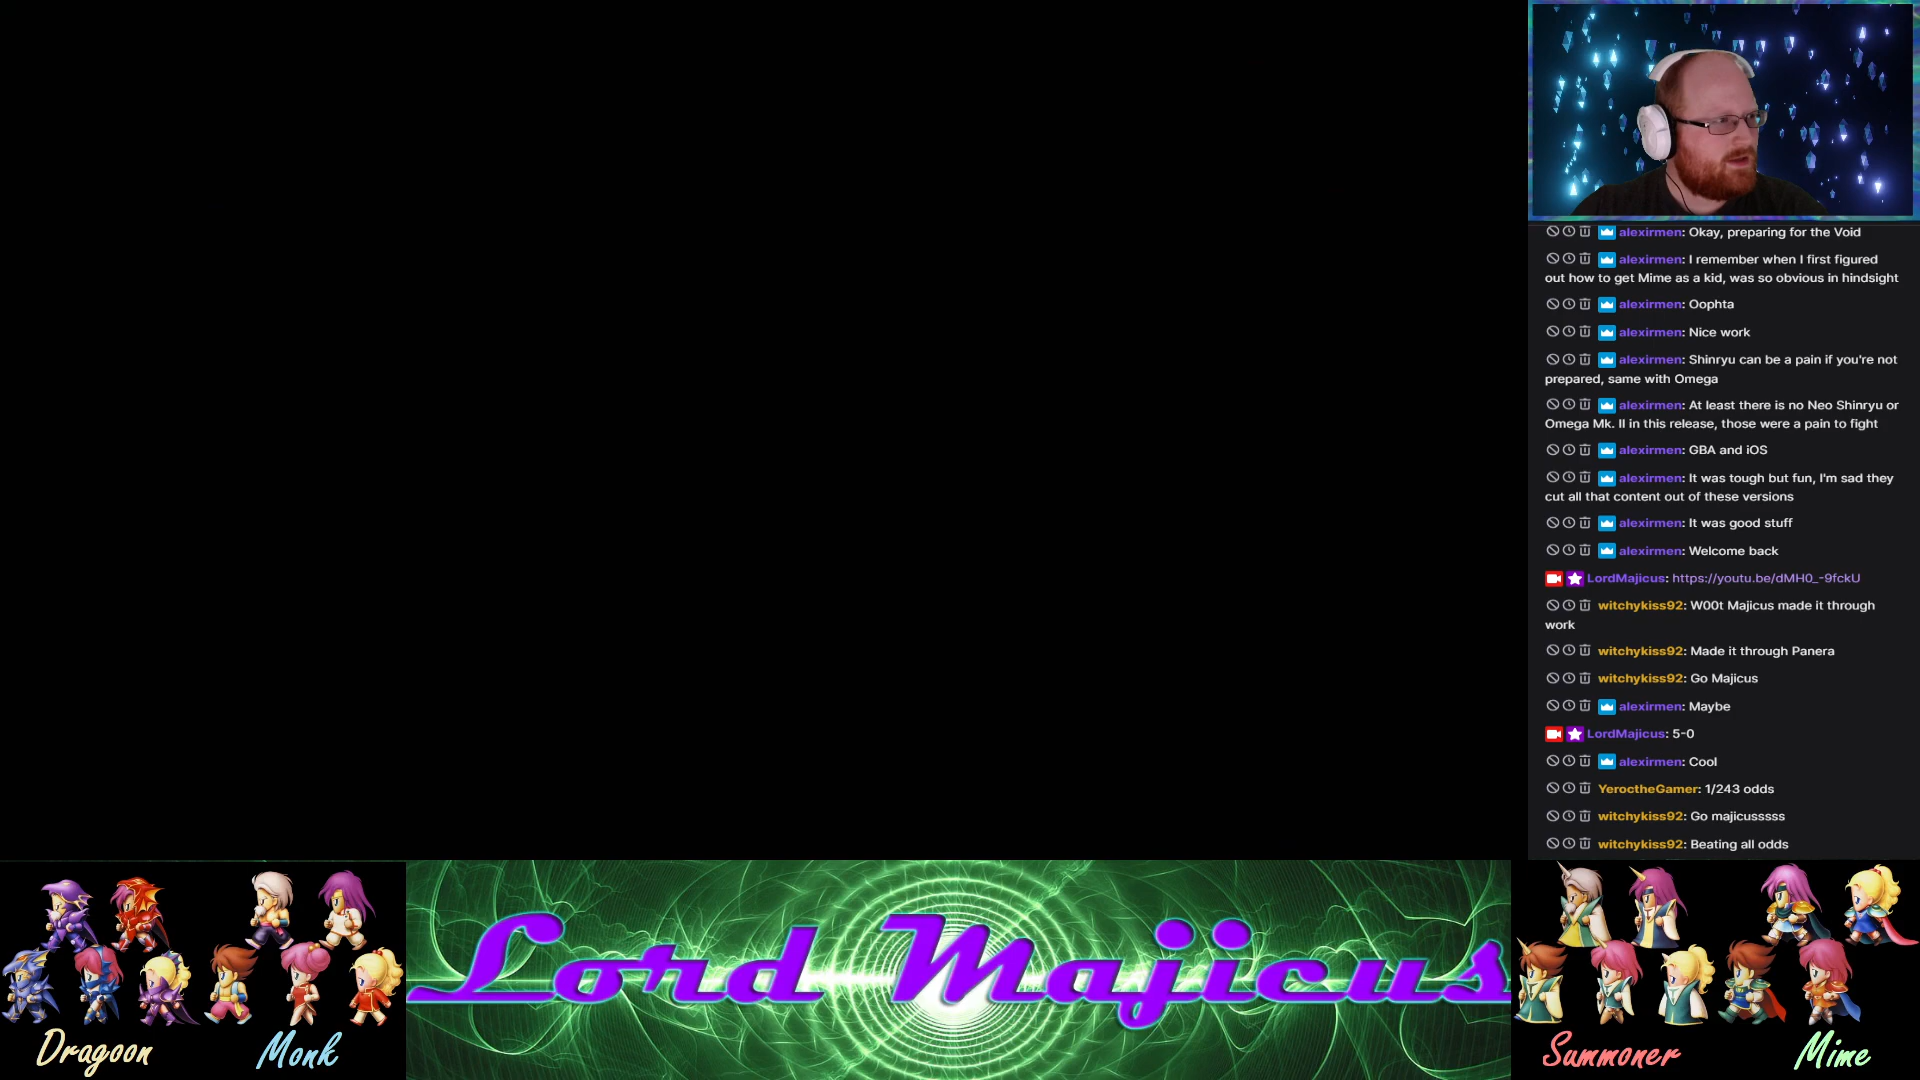 alexirmen: Okay, preparing for the Void
alexirmen: I remember when I first figured
out how to get Mime as a kid, was so obvious in hindsight
alexirmen: Oophta
alexirmen: Nice work
alexirmen: Shinryu can be a pain if you're not
prepared, same with Omega
alexirmen: At least there is no Neo Shinryu or
Omega Mk. II in this release, those were a pain to fight
alexirmen: GBA and iOS
alexirmen: It was tough but fun, I'm sad they
cut all that content out of these versions
alexirmen: It was good stuff
alexirmen: Welcome back
LordMajicus: https://youtu.be/dMH0_-9fckU
witchykiss92: W00t Majicus made it through
work
witchykiss92: Made it through Panera
witchykiss92: Go Majicus
alexirmen: Maybe
LordMajicus: 5-0
alexirmen: Cool
YeroctheGamer: 1/243 odds
witchykiss92: Go majicusssss
witchykiss92: Beating all odds
Lord Majicus
Dragoon
Monk
Summoner
Mime